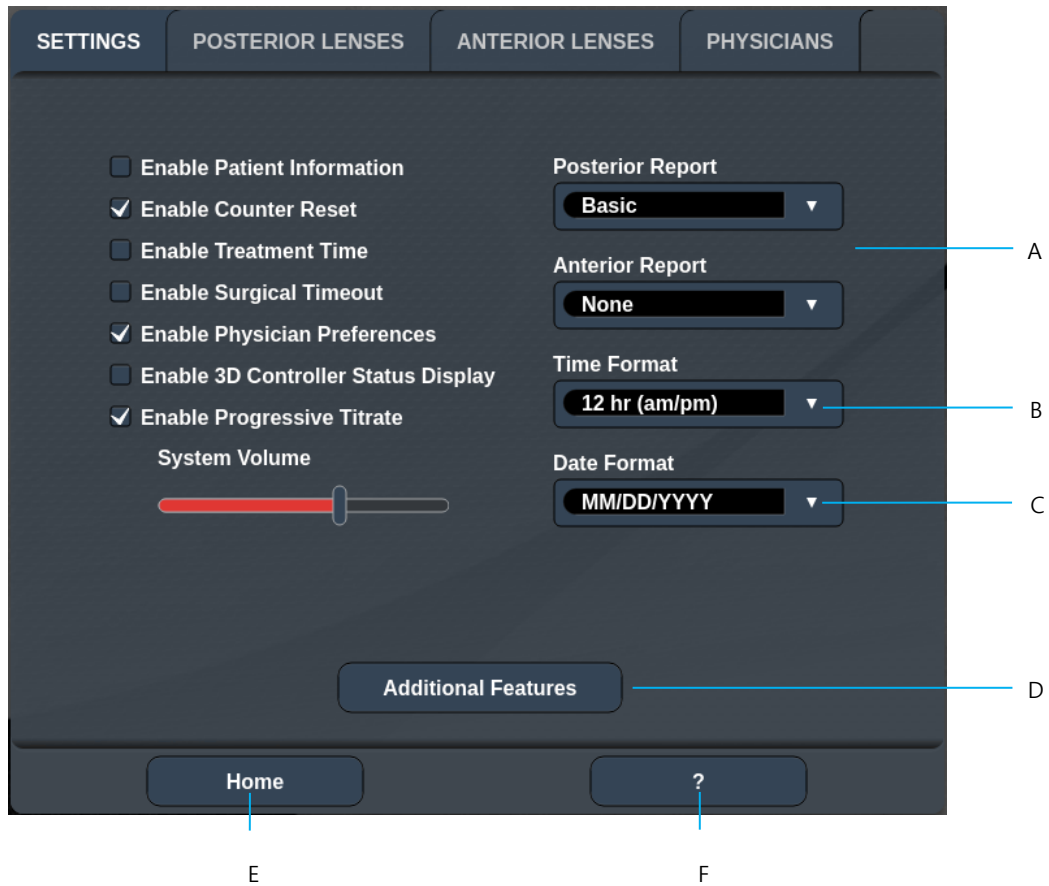 SETTINGS POSTERIOR LENSES ANTERIOR LENSES PHYSICIANS
Enable Patient Information
Enable Counter Reset
Enable Treatment Time
Enable Surgical Timeout
Enable Physician Preferences
Enable 3D Controller Status Display
Enable Progressive Titrate
System Volume
Posterior Report
Basic
A
Anterior Report
None
Time Format
12 hr (am/pm)
B
Date Format
MM/DD/YYYY
C
Additional Features
D
Home
?
E
F